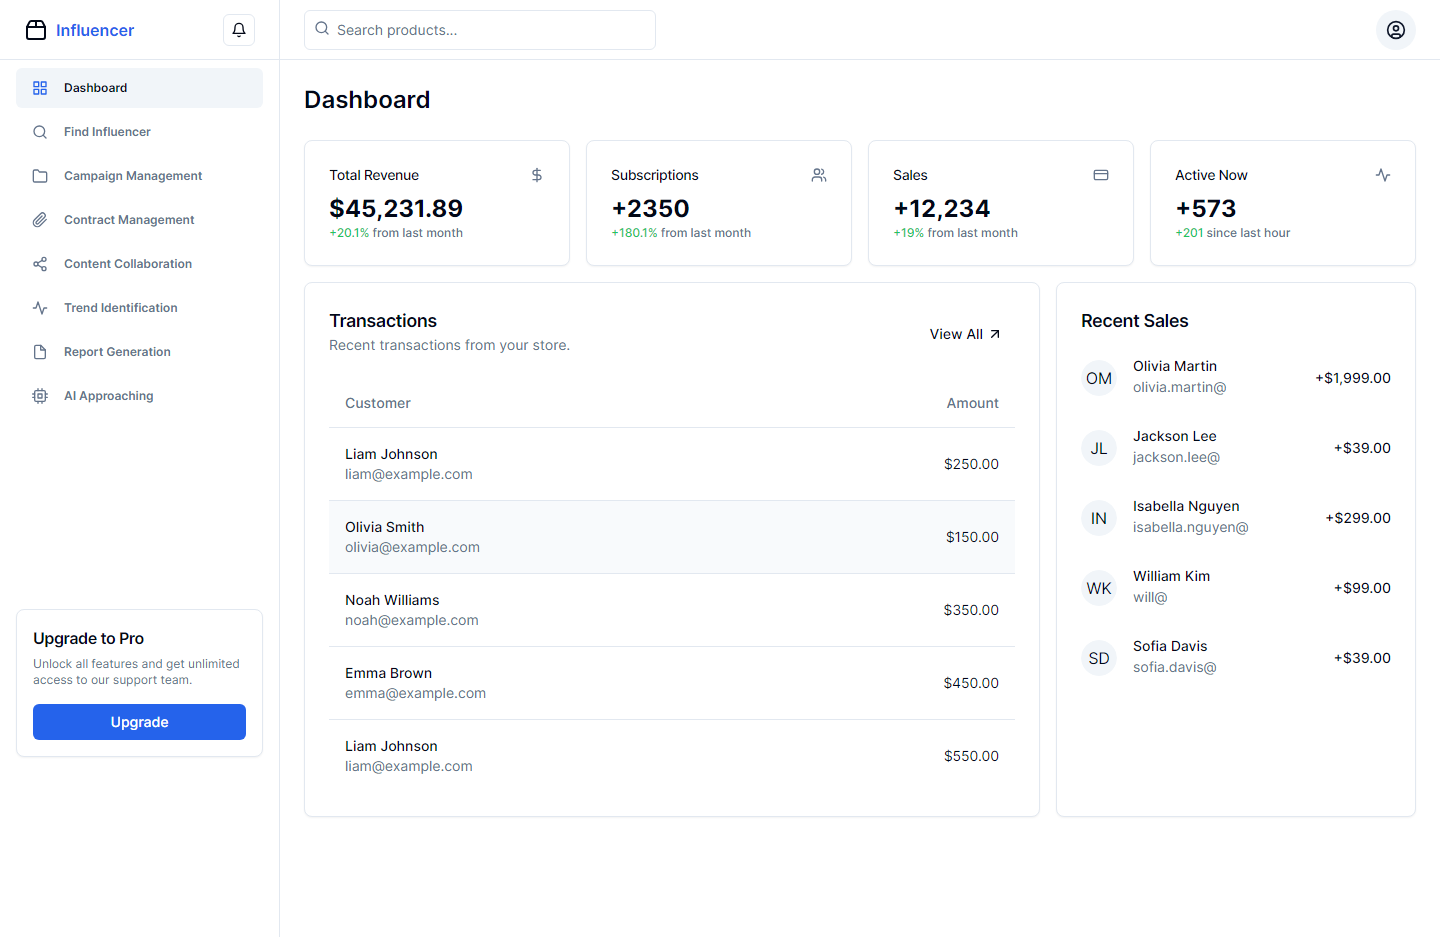 Influencer
Search products...
Dashboard
Find Influencer
Campaign Management
Contract Management
Content Collaboration
Trend Identification
Report Generation
AI Approaching
Upgrade to Pro
Unlock all features and get unlimited
access to our support team.
Upgrade
Dashboard
Total Revenue
$45,231.89
+20.1% from last month
Subscriptions
+2350
+180.1% from last month
Sales
+12,234
+19% from last month
Active Now
+573
+201 since last hour
Transactions
Recent transactions from your store.
View All
Customer Amount
Liam Johnson
liam@example.com
$250.00
Olivia Smith
olivia@example.com
$150.00
Noah Williams
noah@example.com
$350.00
Emma Brown
emma@example.com
$450.00
Liam Johnson
liam@example.com
$550.00
Recent Sales
OM
Olivia Martin
olivia.martin@
+$1,999.00
JL
Jackson Lee
jackson.lee@
+$39.00
IN
Isabella Nguyen
isabella.nguyen@
+$299.00
WK
William Kim
will@
+$99.00
SD
Sofia Davis
sofia.davis@
+$39.00